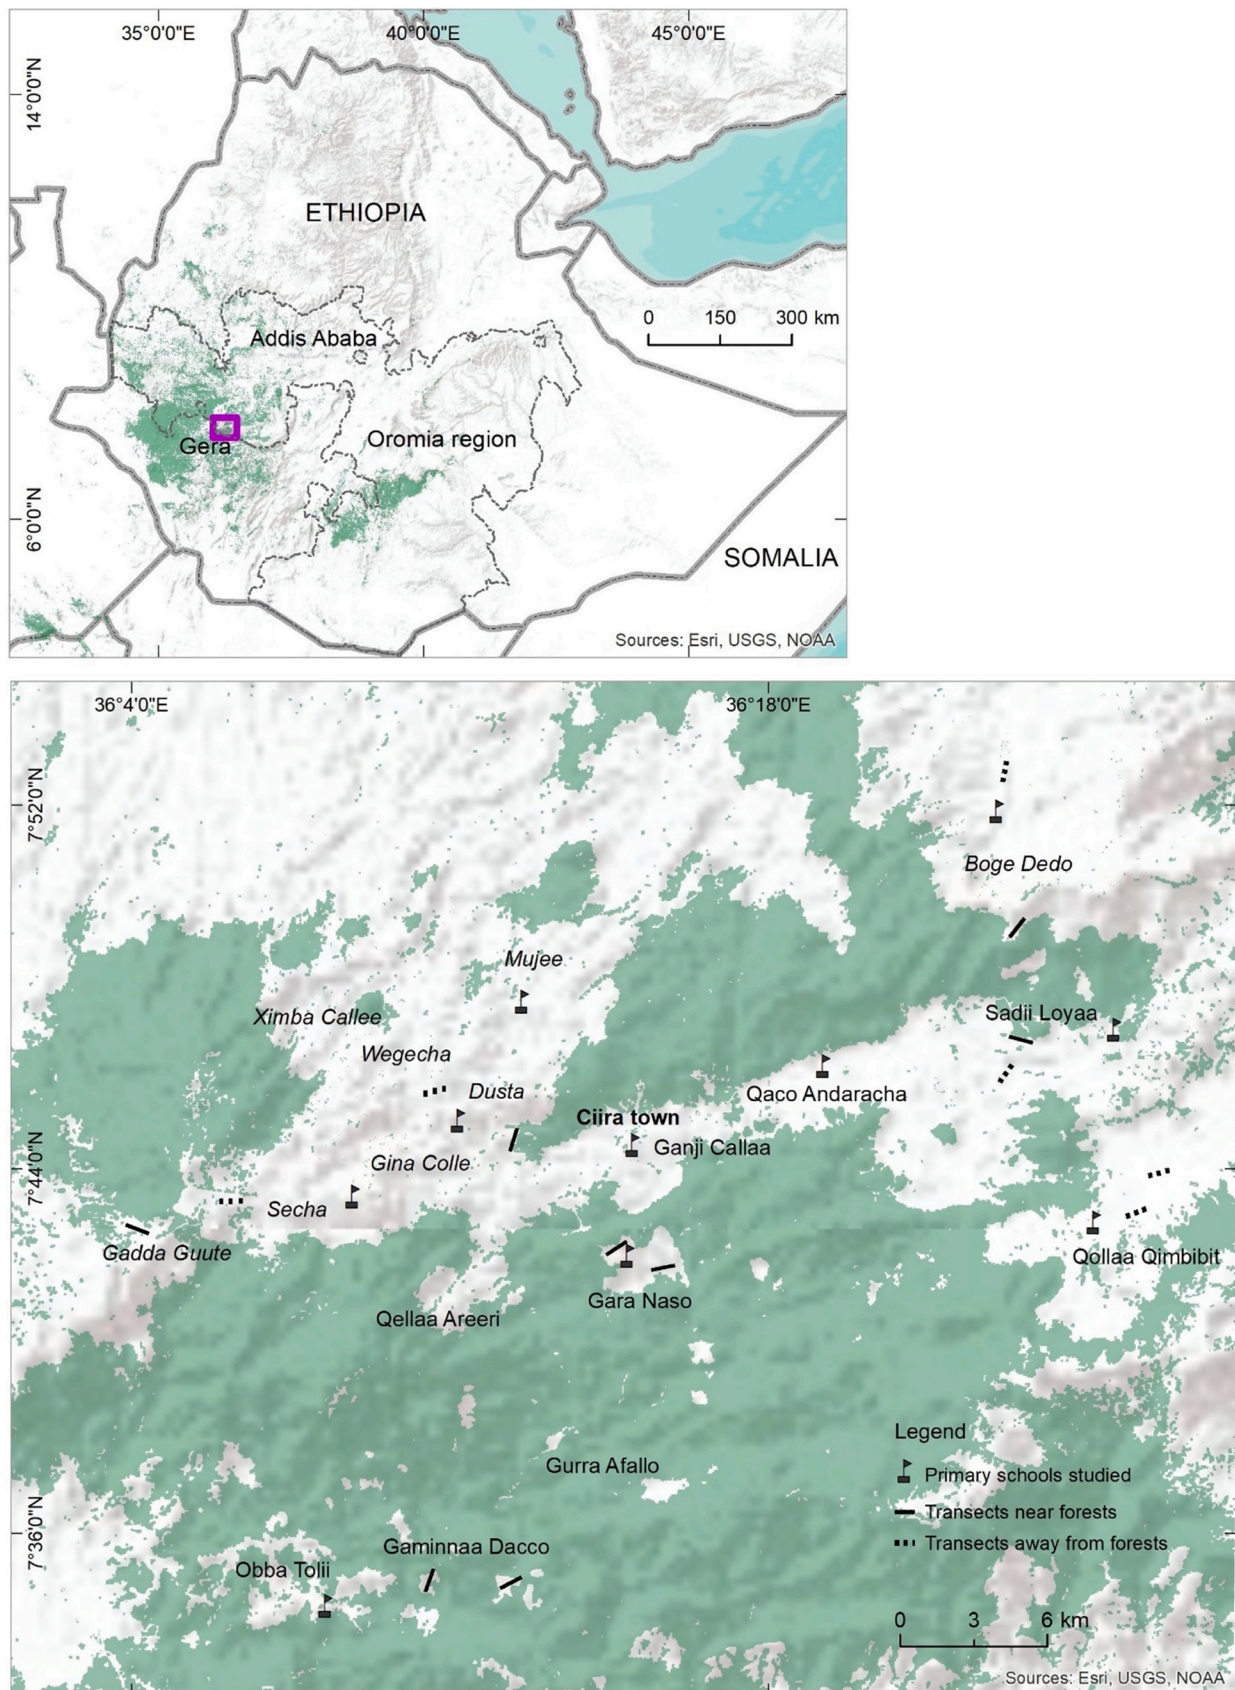 35°0'0"E
40°0'0"E
45°0'0"E
14°0'0"N
ETHIOPIA
0 150 300 km
Addis Ababa
Oromia region
Gera
6°0'0"N
SOMALIA
Sources: Esri, USGS, NOAA
36°4'0"E
36°18'0"E
7°52'0"N
Boge Dedo
Mujee
Ximba Callee
Sadii Loyaa
Wegecha
Dusta
Qaco Andaracha
Ciira town
Ganji Callaa
Gina Colle
7°44'0"N
Secha
Gadda Guute
Qollaa Qimbibit
Gara Naso
Qellaa Areeri
Legend
Gurra Afallo
Primary schools studied
Transects near forests
7°36'0"N
Transects away from forests
Gaminnaa Dacco
Obba Tolii
0 3 6 km
Sources: Esri, USGS, NOAA